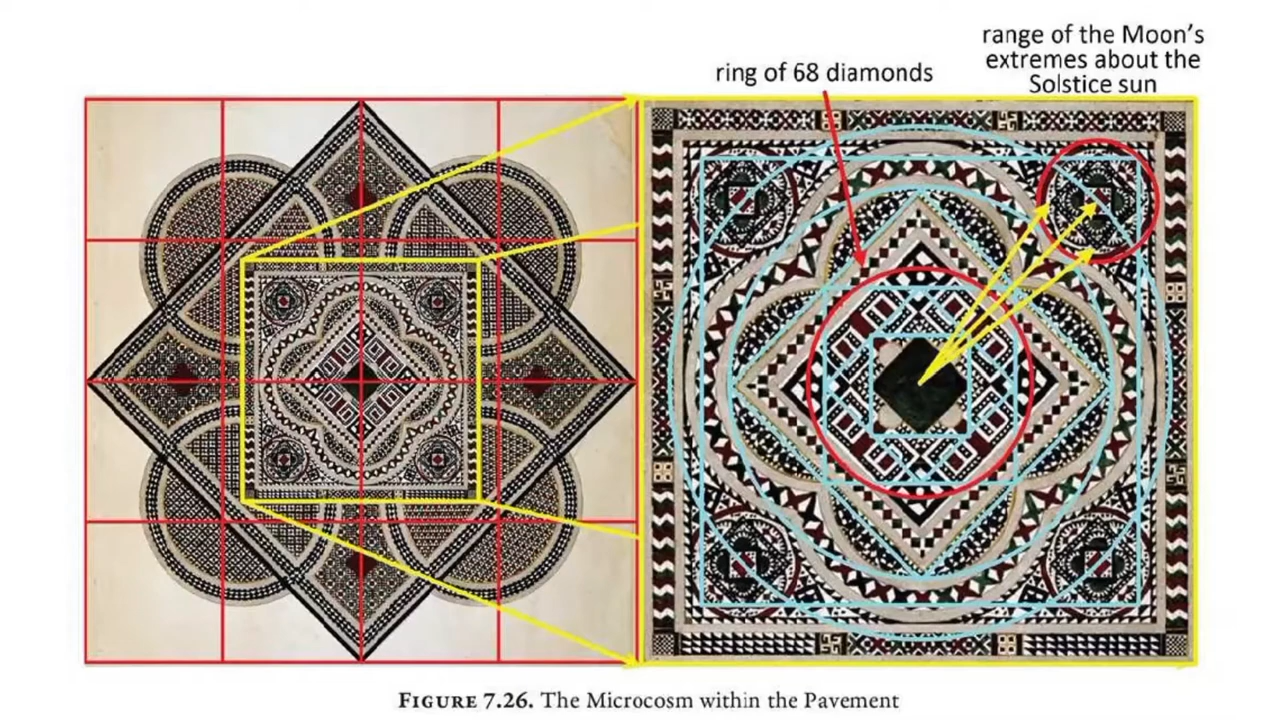 ring of 68 diamonds
range of the Moon's
extremes about the
Solstice sun
FIGURE 7.26. The Microcosm within the Pavement